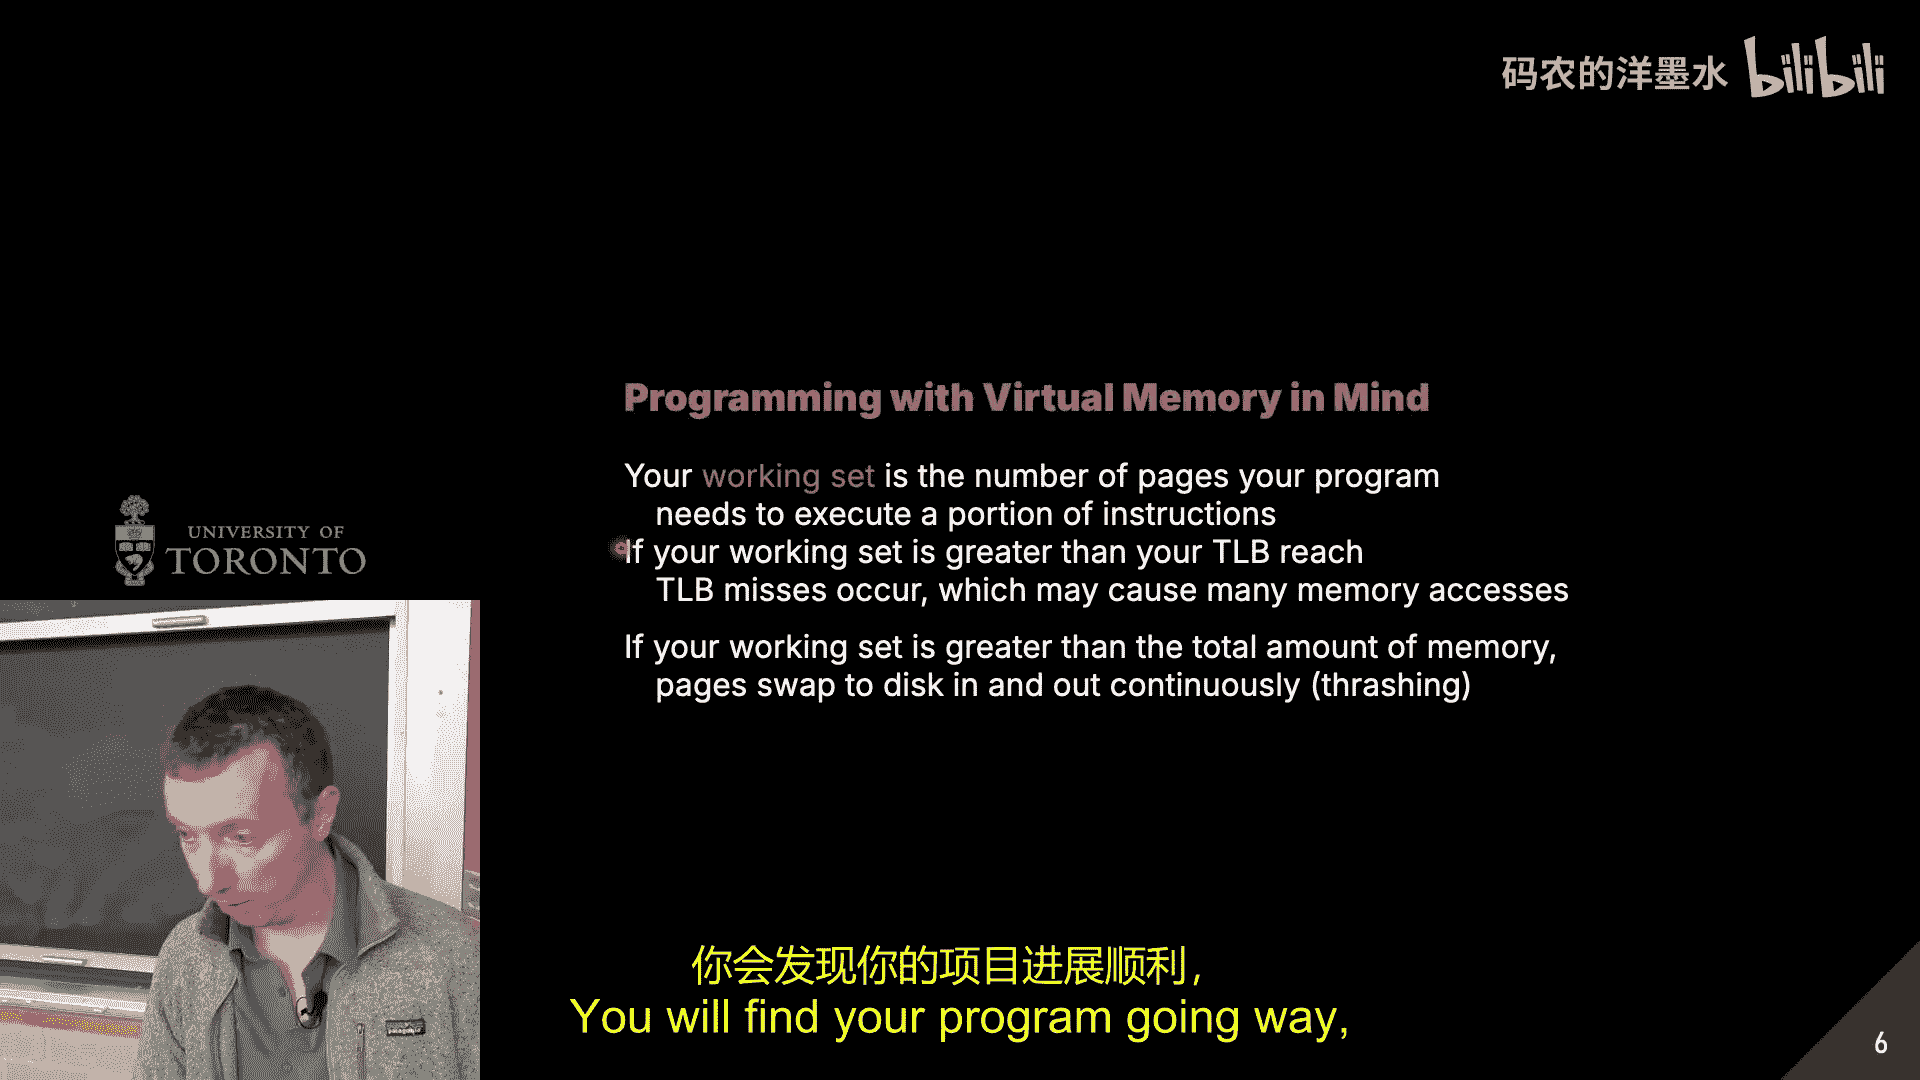 码农的洋墨水 bilibili
Programming with Virtual Memory in Mind
Your working set is the number of pages your program
needs to execute a portion of instructions
If your working set is greater than your TLB reach
TLB misses occur, which may cause many memory accesses
If your working set is greater than the total amount of memory,
pages swap to disk in and out continuously (thrashing)
UNIVERSITY OF
TORONTO
patagonia
你会发现你的项目进展顺利，
You will find your program going way,
6